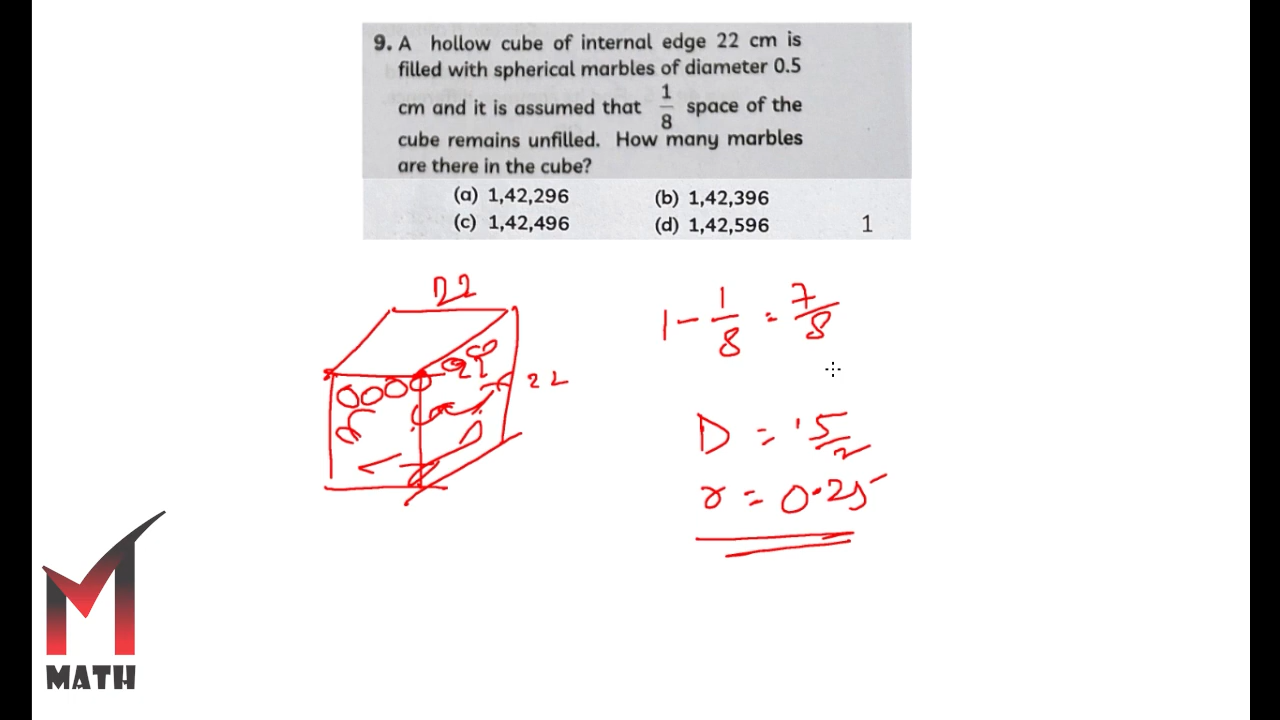 9. A hollow cube of internal edge 22 cm is
filled with spherical marbles of diameter 0.5
cm and it is assumed that 1/8 space of the
cube remains unfilled. How many marbles
are there in the cube?
(a) 1,42,296 (b) 1,42,396
(c) 1,42,496 (d) 1,42,596 1
22
1 - 1/8 = 7/8
22
D = .5/2
r = 0.25
M
MATH